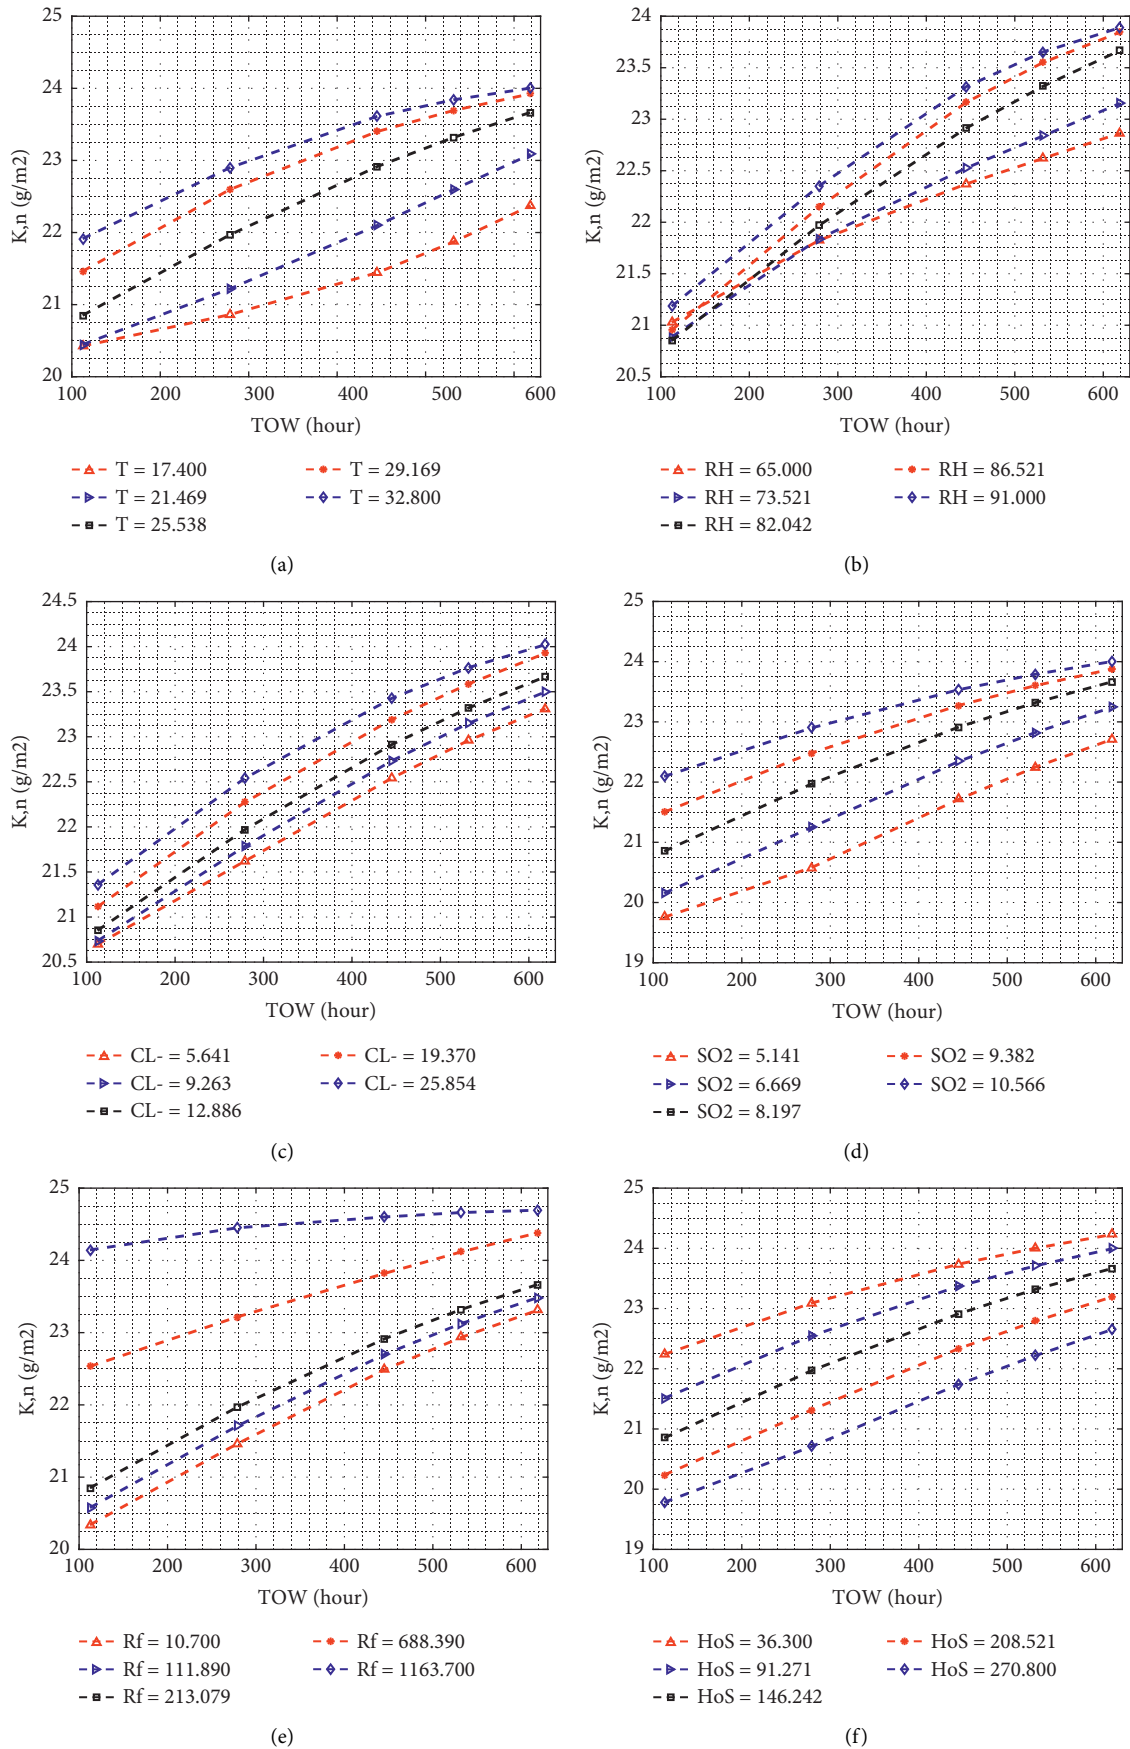 25
24
23
22
21
20
K,n (g/m2)
100 200 300 400 500 600
TOW (hour)
T = 17.400
T = 21.469
T = 25.538
T = 29.169
T = 32.800
(a)
24
23.5
23
22.5
22
21.5
21
20.5
K,n (g/m2)
100 200 300 400 500 600
TOW (hour)
RH = 65.000
RH = 73.521
RH = 82.042
RH = 86.521
RH = 91.000
(b)
24.5
24
23.5
23
22.5
22
21.5
21
20.5
K,n (g/m2)
100 200 300 400 500 600
TOW (hour)
CL- = 5.641
CL- = 9.263
CL- = 12.886
CL- = 19.370
CL- = 25.854
(c)
25
24
23
22
21
20
19
K,n (g/m2)
100 200 300 400 500 600
TOW (hour)
SO2 = 5.141
SO2 = 6.669
SO2 = 8.197
SO2 = 9.382
SO2 = 10.566
(d)
25
24
23
22
21
20
K,n (g/m2)
100 200 300 400 500 600
TOW (hour)
Rf = 10.700
Rf = 111.890
Rf = 213.079
Rf = 688.390
Rf = 1163.700
(e)
25
24
23
22
21
20
19
K,n (g/m2)
100 200 300 400 500 600
TOW (hour)
HoS = 36.300
HoS = 91.271
HoS = 146.242
HoS = 208.521
HoS = 270.800
(f)